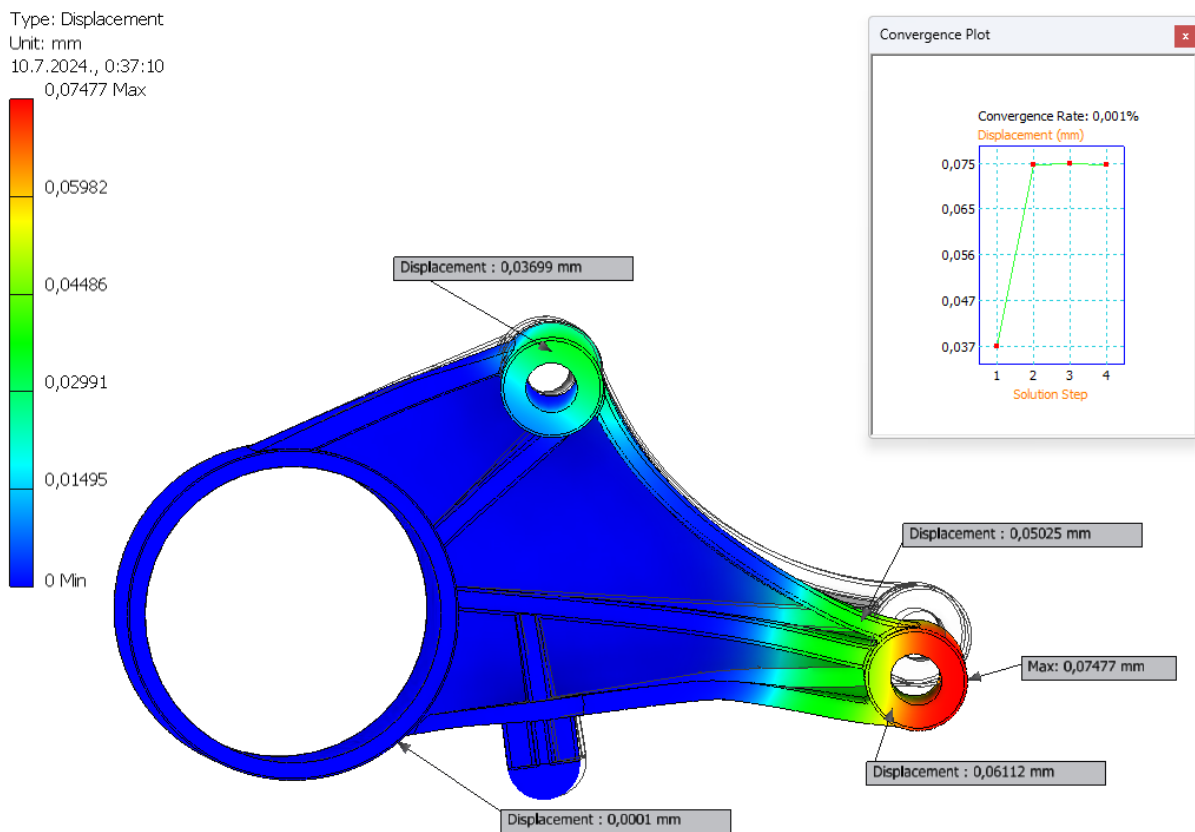 Type: Displacement
Unit: mm
10.7.2024., 0:37:10
0,07477 Max
0,05982
0,04486
0,02991
0,01495
0 Min
Convergence Plot
x
Convergence Rate: 0,001%
Displacement (mm)
0,075
0,065
0,056
0,047
0,037
1 2 3 4
Solution Step
Displacement : 0,03699 mm
Displacement : 0,05025 mm
Max: 0,07477 mm
Displacement : 0,06112 mm
Displacement : 0,0001 mm